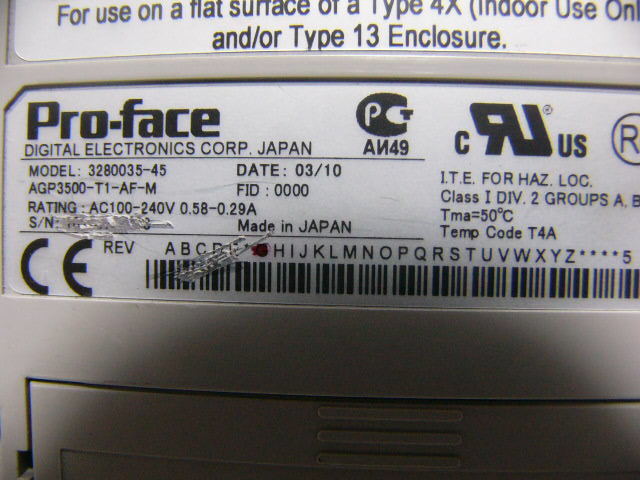 For use on a flat surface of a Type 4X (Indoor Use Onl
and/or Type 13 Enclosure.
Pro-face
DIGITAL ELECTRONICS CORP. JAPAN
MODEL: 3280035-45
DATE: 03/10
AGP3500-T1-AF-M
FID: 0000
RATING: AC100-240V 0.58-0.29A
S/N:
Made in JAPAN
PCT
АИ49
c RU US
®
R
I.T.E. FOR HAZ. LOC.
Class I DIV. 2 GROUPS A, B
Tma=50°C
Temp Code T4A
CE
REV
A B C D HIJKLMNOPQRSTUVWXYZ****5